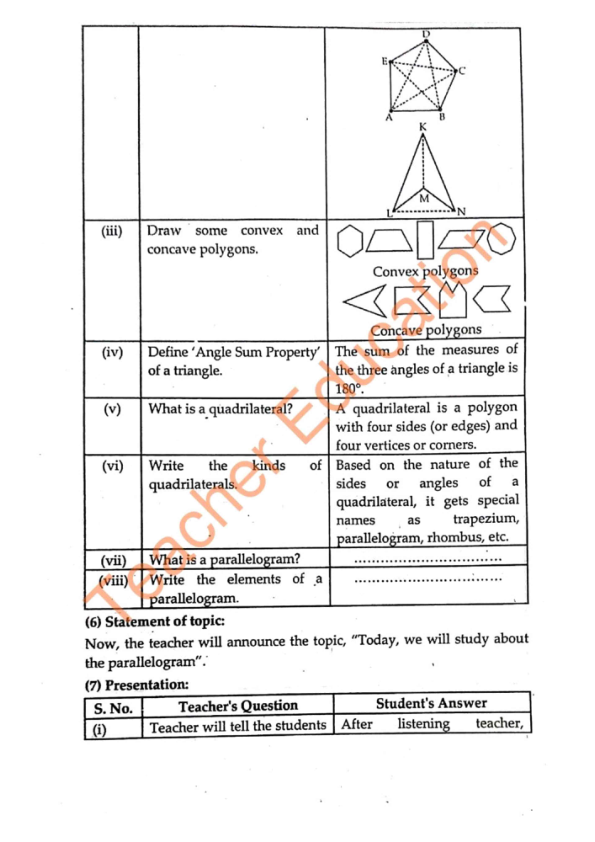 D
E
C
A
B
K
M
L
N
(iii)
Draw some convex and
concave polygons.
Convex polygons
Concave polygons
(iv)
Define 'Angle Sum Property'
of a triangle.
The sum of the measures of
the three angles of a triangle is
180°.
(v)
What is a quadrilateral?
A quadrilateral is a polygon
with four sides (or edges) and
four vertices or corners.
(vi)
Write the kinds of
quadrilaterals.
Based on the nature of the
sides or angles of a
quadrilateral, it gets special
names as trapezium,
parallelogram, rhombus, etc.
(vii)
What is a parallelogram?
.................................
(viii)
Write the elements of a
parallelogram.
.................................
(6) Statement of topic:
Now, the teacher will announce the topic, "Today, we will study about
the parallelogram".
(7) Presentation:
S. No.
Teacher's Question
Student's Answer
(i)
Teacher will tell the students
After listening teacher,
Teacher Education